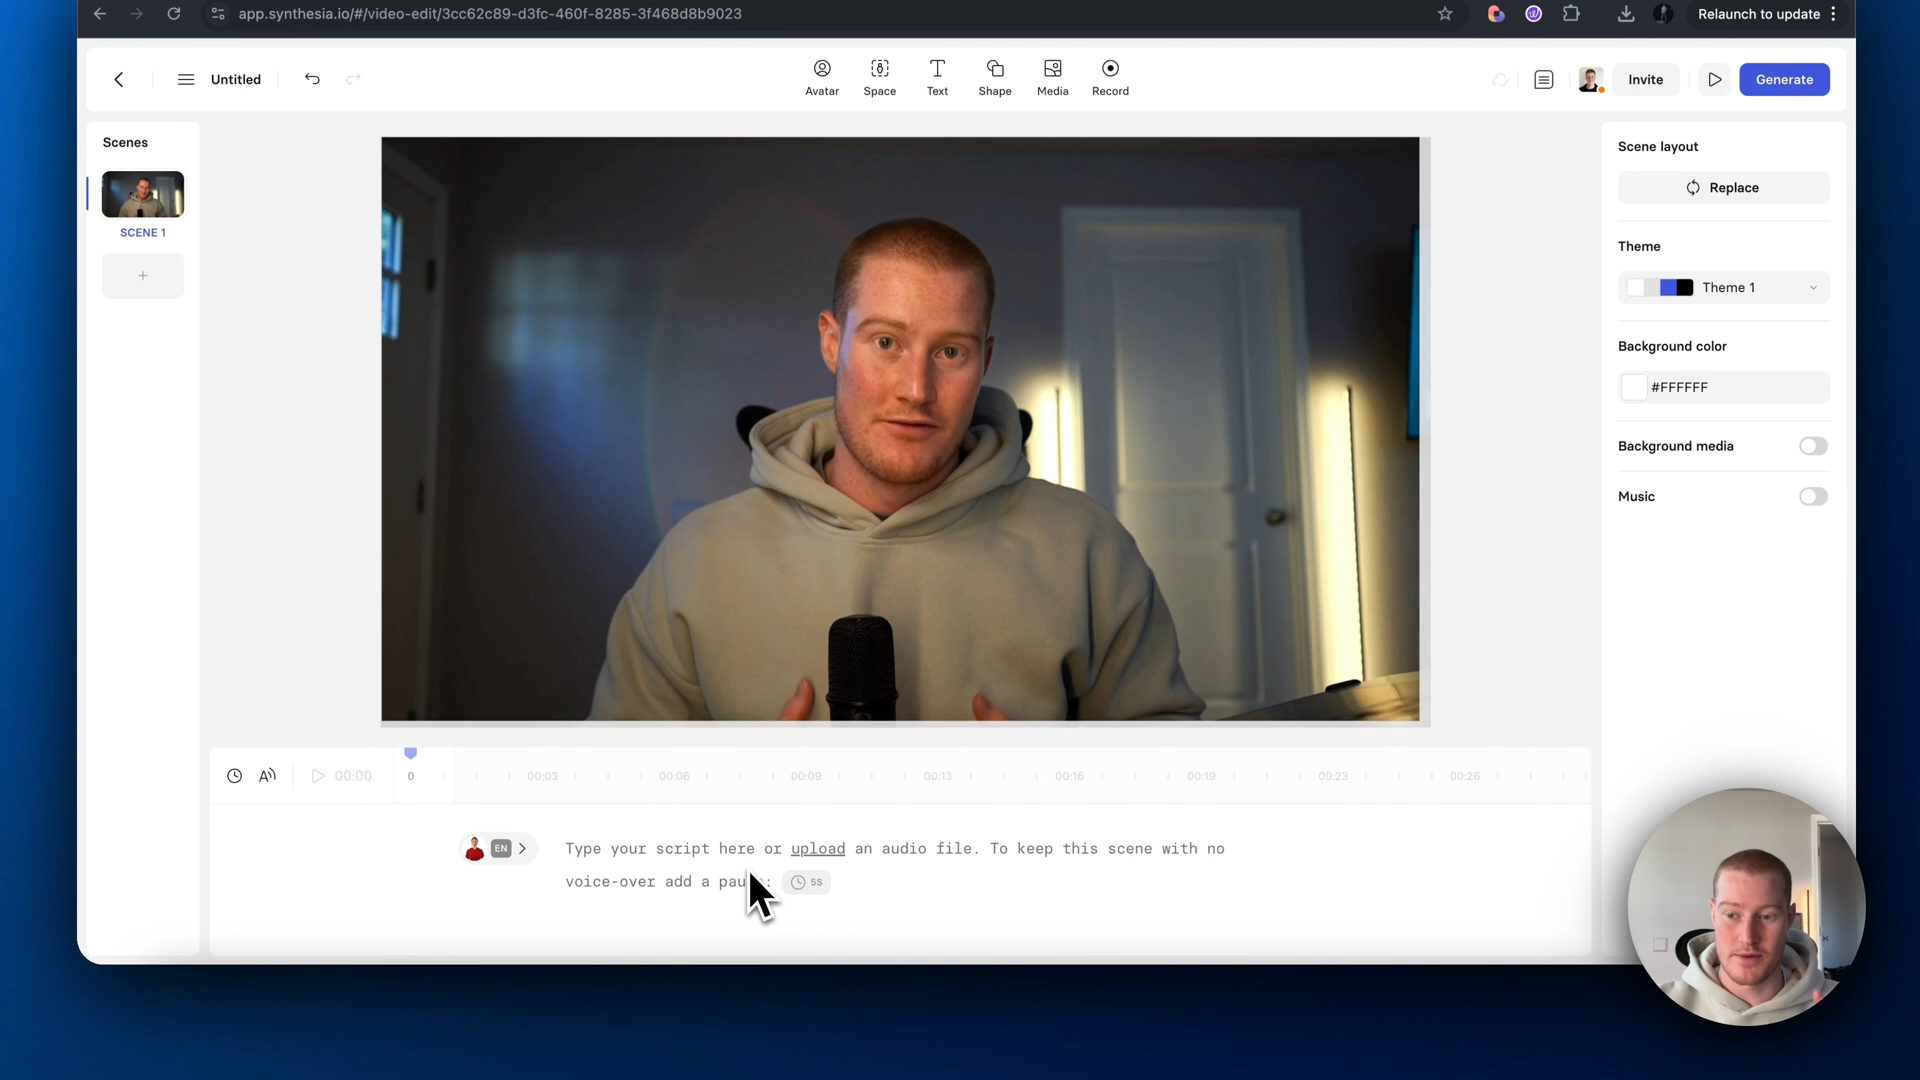 app.synthesia.io/#/video-edit/3cc62c89-d3fc-460f-8285-3f468d8b9023
Relaunch to update
Untitled
Avatar
Space
Text
Shape
Media
Record
Invite
Generate
Scenes
SCENE 1
Scene layout
Replace
Theme
Theme 1
Background color
#FFFFFF
Background media
Music
00:00
0
00:03
00:06
00:09
00:13
00:16
00:19
00:23
00:26
EN
Type your script here or upload an audio file. To keep this scene with no
voice-over add a pau
5S